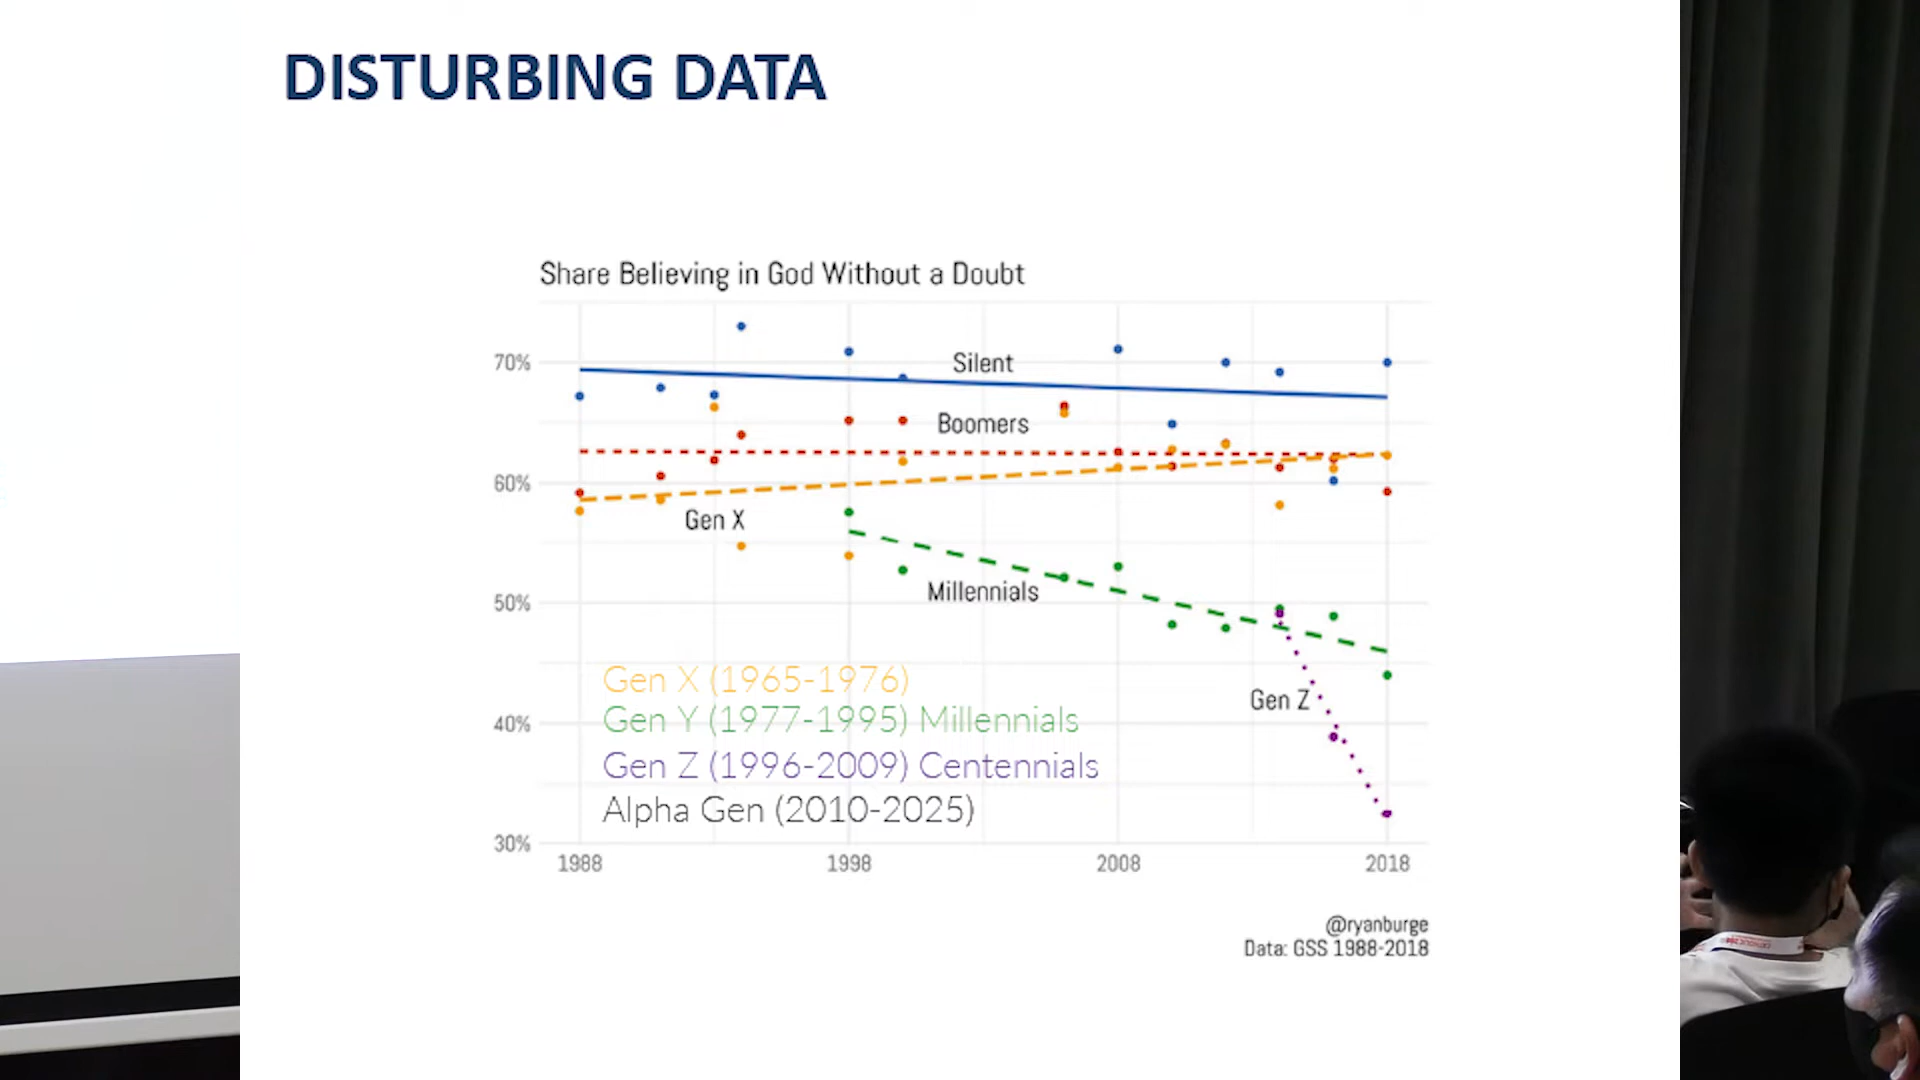 DISTURBING DATA
Share Believing in God Without a Doubt
70%
Silent
Boomers
60%
Gen X
50%
Millennials
Gen X (1965-1976)
Gen Y (1977-1995) Millennials
Gen Z
40%
Gen Z (1996-2009) Centennials
Alpha Gen (2010-2025)
30%
1988
1998
2008
2018
@ryanburge
Data: GSS 1988-2018